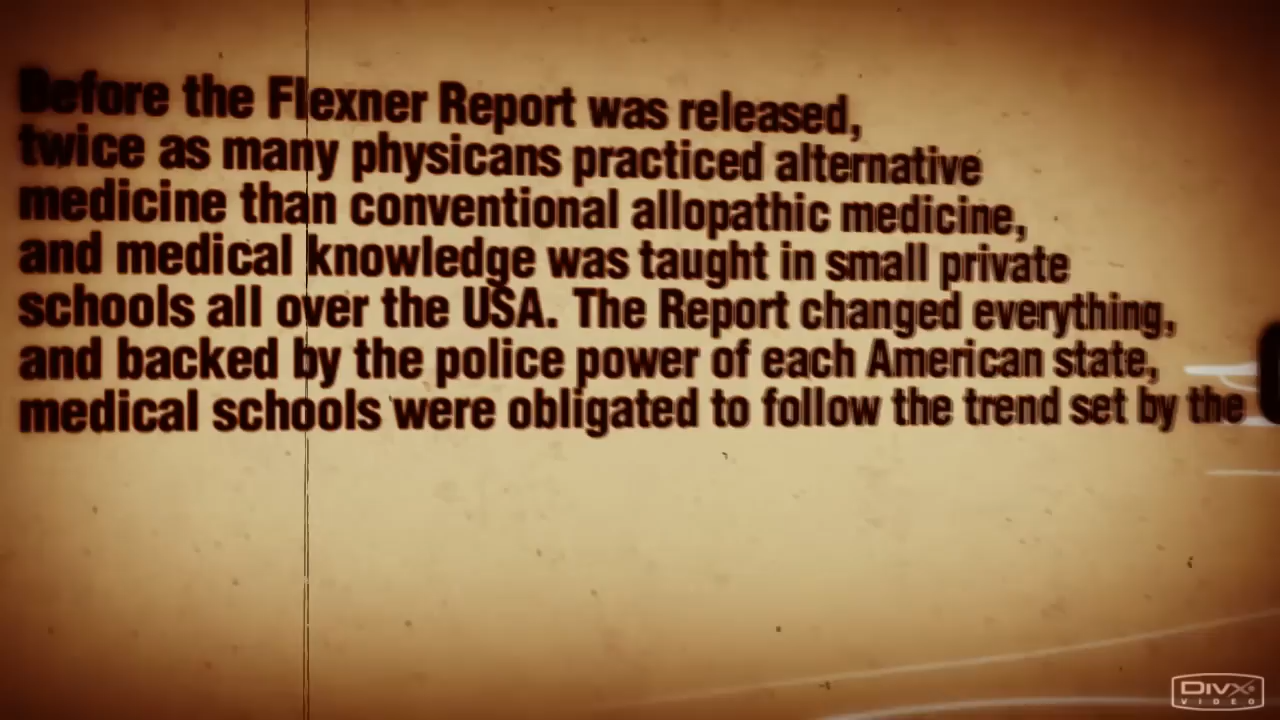 Before the Flexner Report was released,
twice as many physicans practiced alternative
medicine than conventional allopathic medicine,
and medical knowledge was taught in small private
schools all over the USA. The Report changed everything,
and backed by the police power of each American state,
medical schools were obligated to follow the trend set by the
DIVX
VIDEO